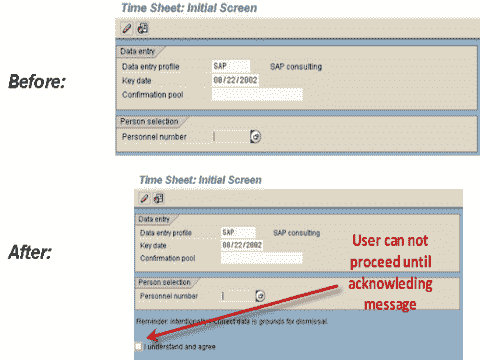 Time Sheet: Initial Screen
Data entry
Data entry profile SAP SAP consulting
Before:
Key date 08/22/2002
Confirmation pool
Person selection
Personnel number
Time Sheet: Initial Screen
Data entry
Data entry profile SAP SAP consulting
After:
Key date 08/22/2002
Confirmation pool
User can not
proceed until
acknowleding
message
Person selection
Personnel number
Reminder: Intentionally data is grounds for dismissal.
I understand and agree